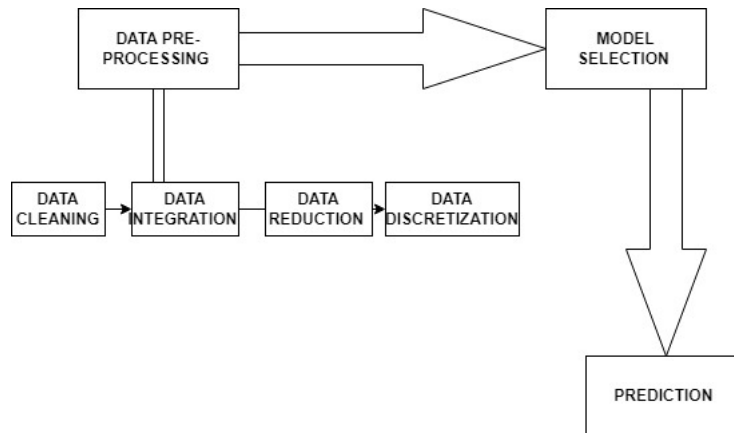 DATA PRE-
PROCESSING
MODEL
SELECTION
DATA
CLEANING
DATA
INTEGRATION
DATA
REDUCTION
DATA
DISCRETIZATION
PREDICTION